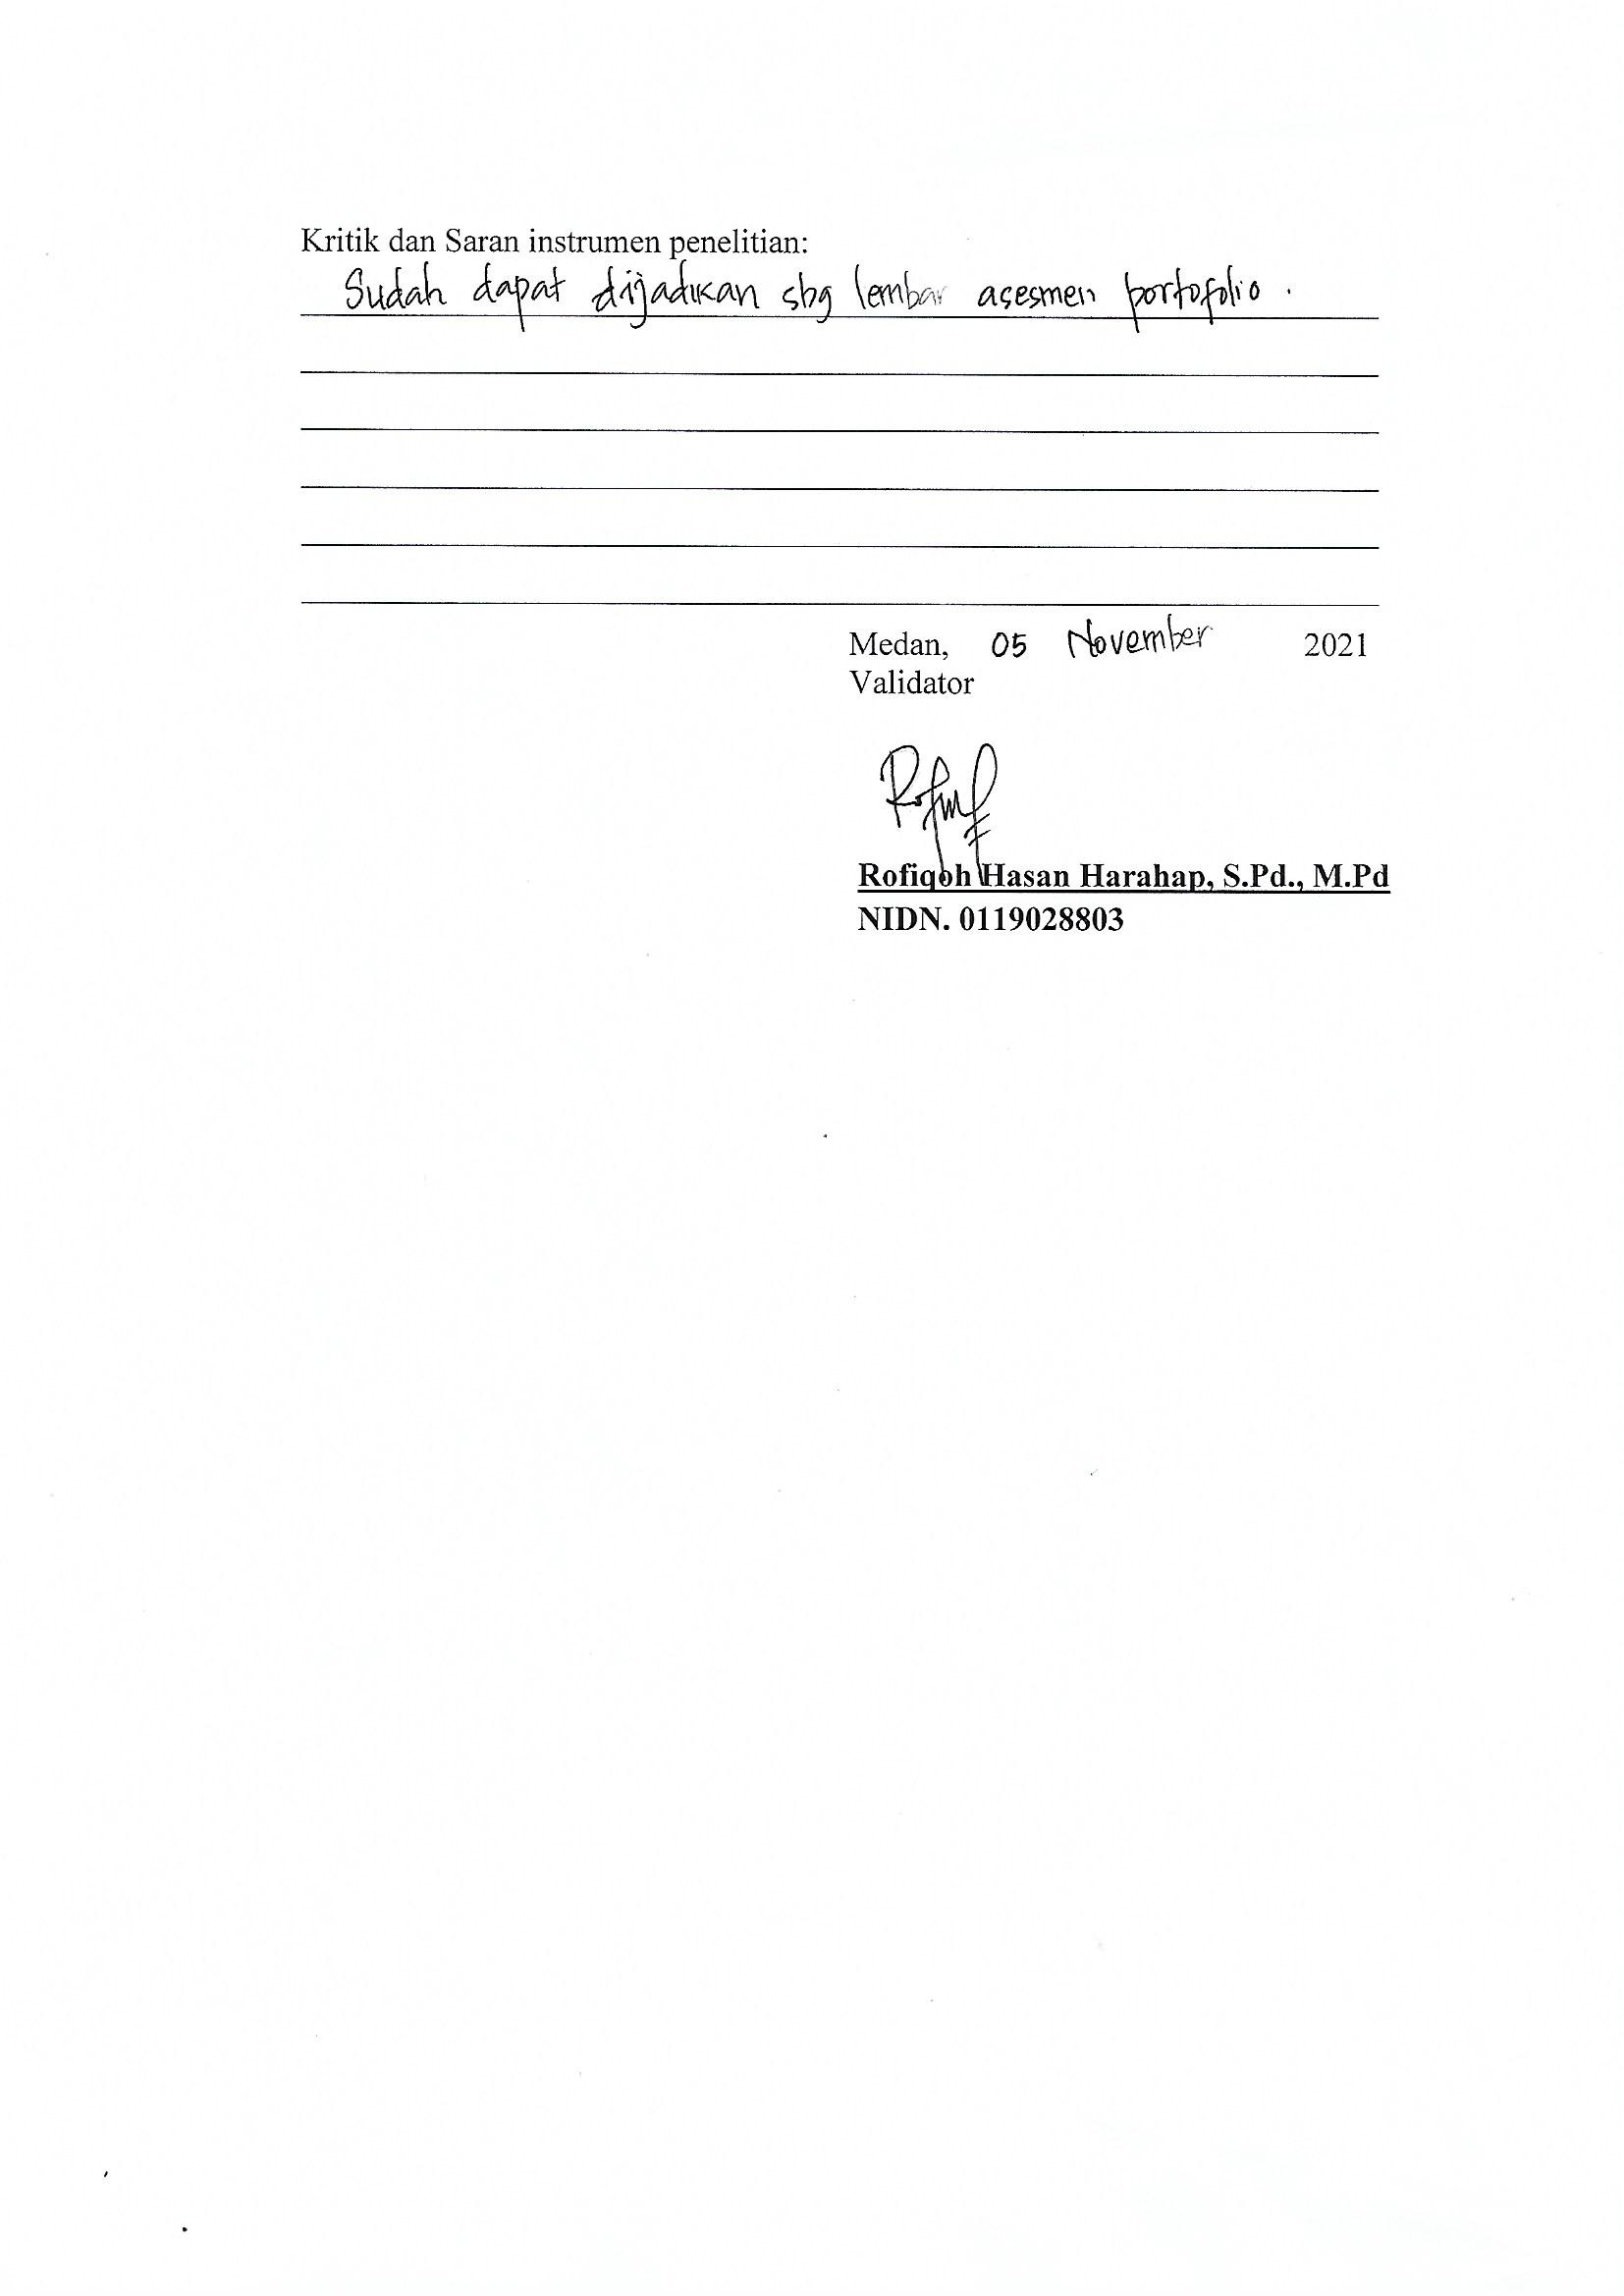 Kritik dan Saran instrumen penelitian:
Sudah dapat dijadikan sbg lembar asesmen portofolio.
Medan, 05 November 2021
Validator
Rofiqoh Hasan Harahap, S.Pd., M.Pd
NIDN. 0119028803